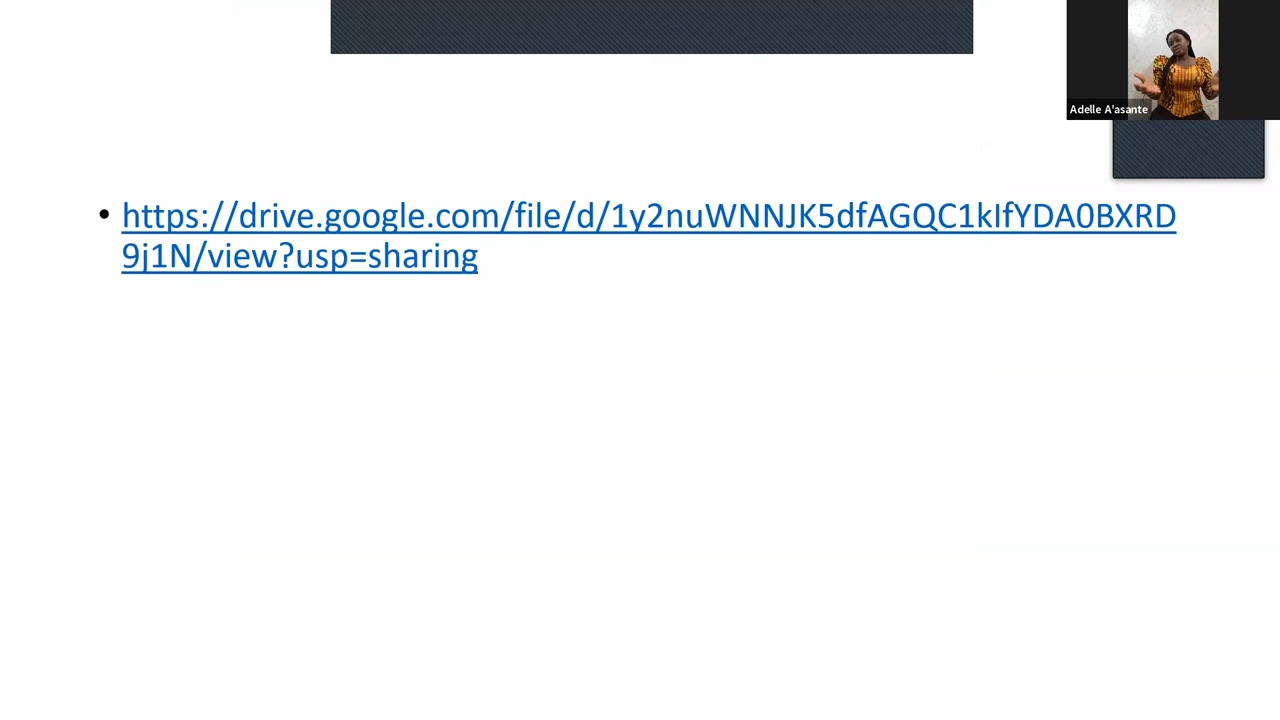 Adelle A'asante
• https://drive.google.com/file/d/1y2nuWNNJK5dfAGQC1kIfYDA0BXRD
9j1N/view?usp=sharing